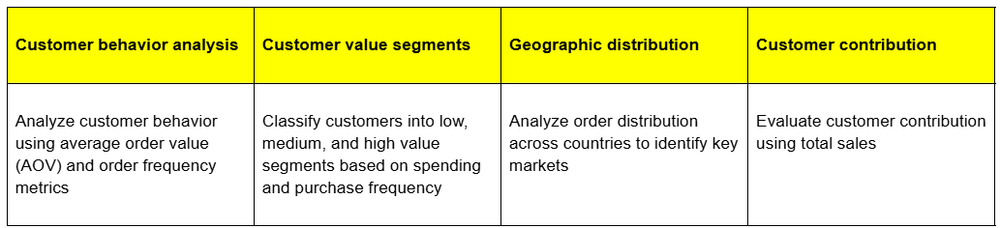 Customer behavior analysis
Customer value segments
Geographic distribution
Customer contribution
Analyze customer behavior
using average order value
(AOV) and order frequency
metrics
Classify customers into low,
medium, and high value
segments based on spending
and purchase frequency
Analyze order distribution
across countries to identify key
markets
Evaluate customer contribution
using total sales